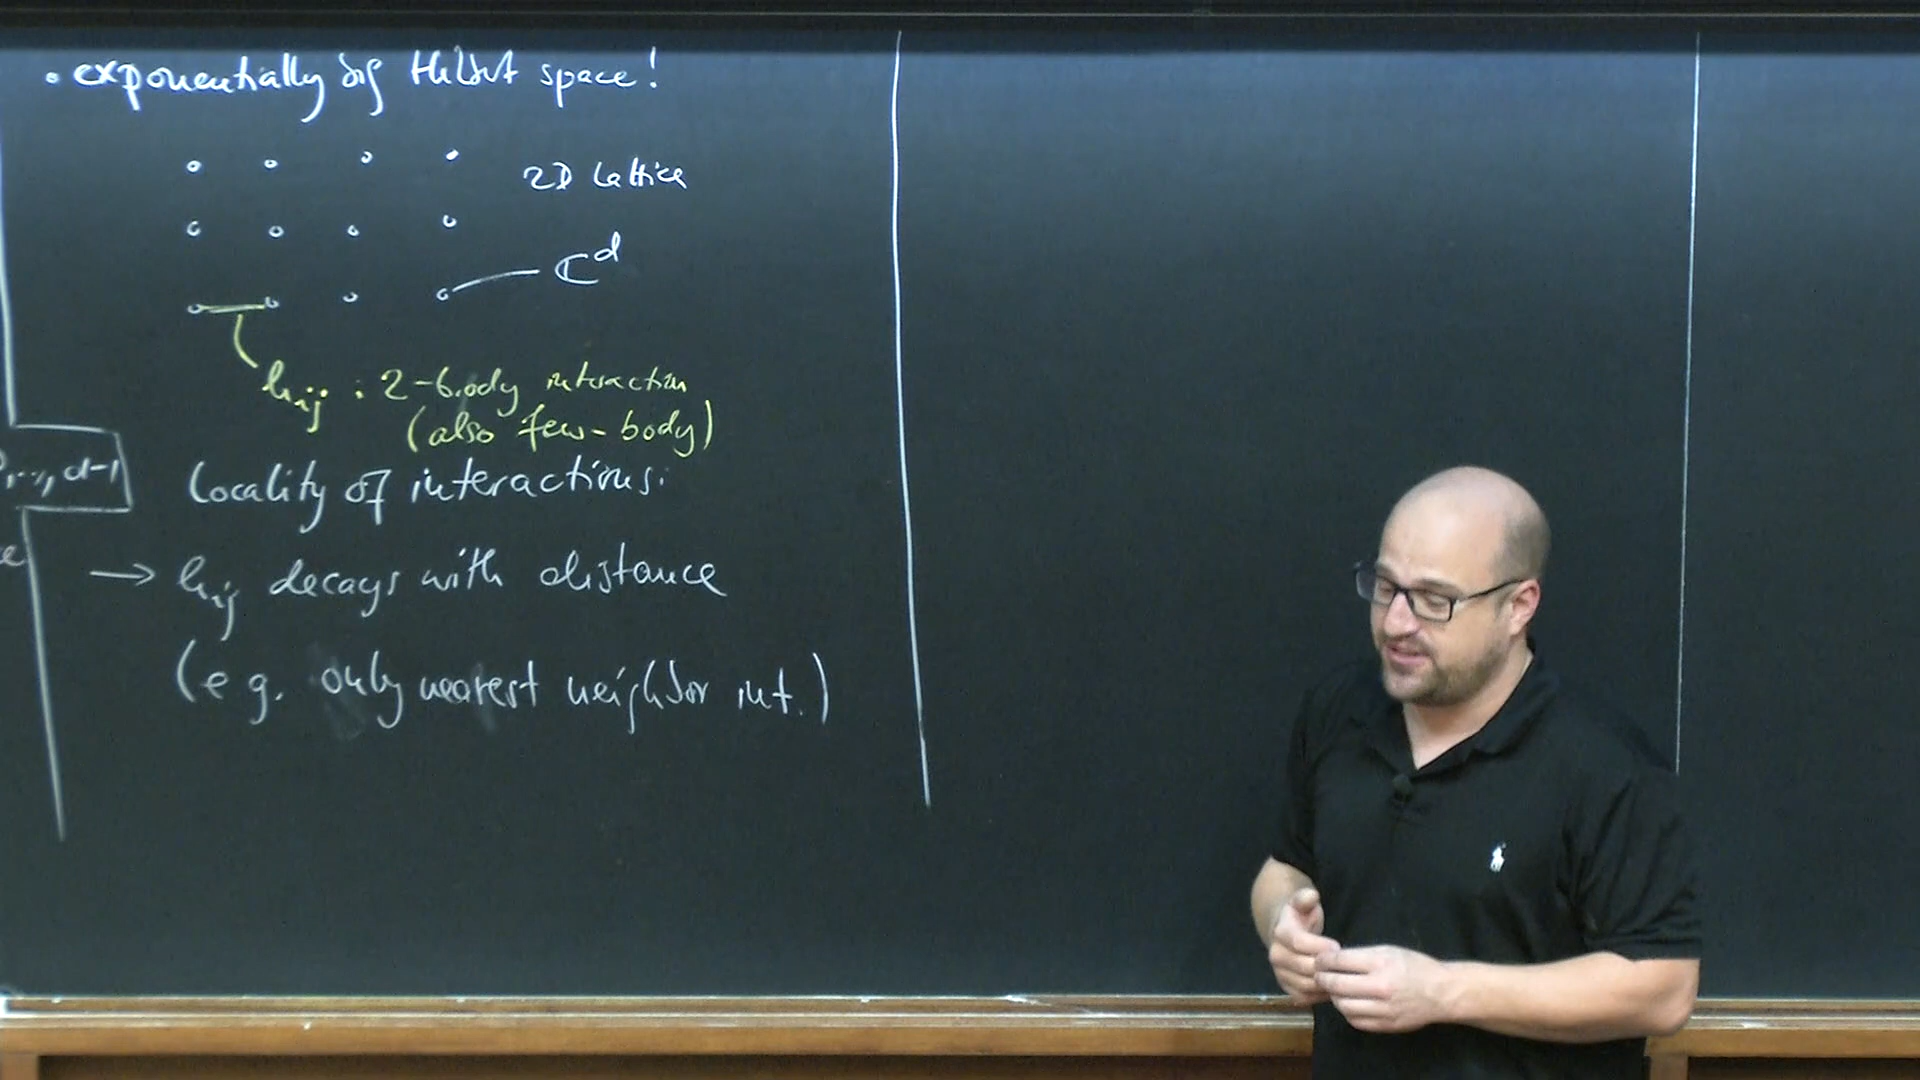 • exponentially big Hilbert space!
2D lattice
ℂ^d
h_ij : 2-body interaction
(also few-body)
..., d-1
locality of interactions:
→ h_ij decays with distance
(e.g. only nearest neighbor int.)